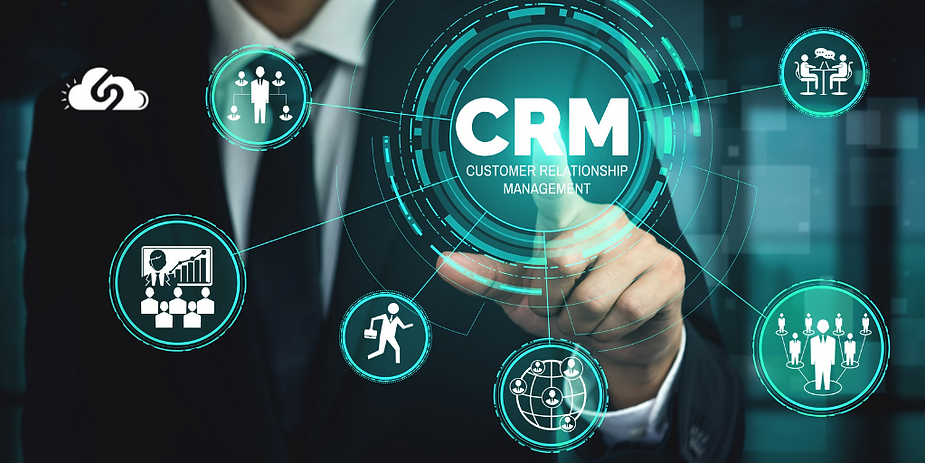 CRM
CUSTOMER RELATIONSHIP
MANAGEMENT